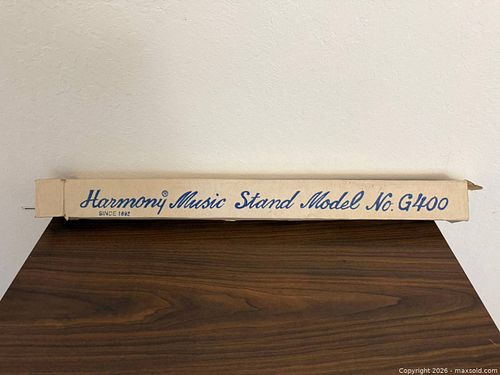 Harmony® Music Stand Model No. G400
SINCE 1892
Copyright 2026 - maxsold.com